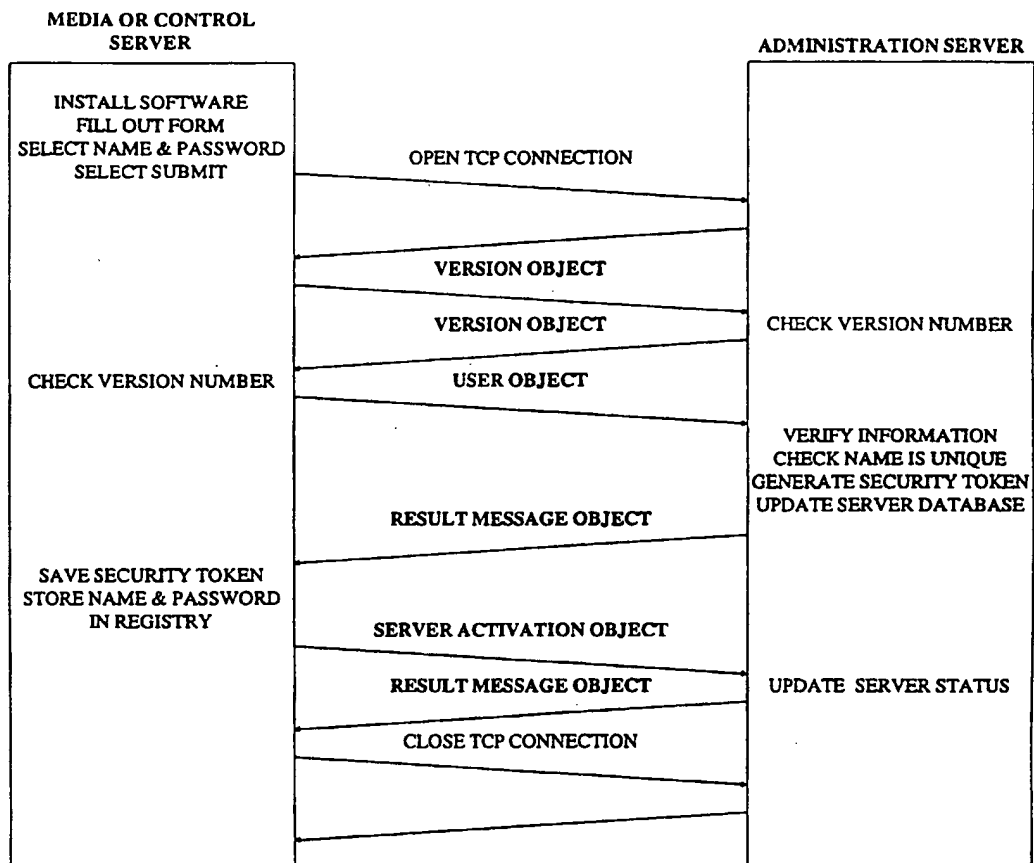 MEDIA OR CONTROL
SERVER
ADMINISTRATION SERVER
INSTALL SOFTWARE
FILL OUT FORM
SELECT NAME & PASSWORD
SELECT SUBMIT
OPEN TCP CONNECTION
VERSION OBJECT
VERSION OBJECT
CHECK VERSION NUMBER
CHECK VERSION NUMBER
USER OBJECT
VERIFY INFORMATION
CHECK NAME IS UNIQUE
GENERATE SECURITY TOKEN
UPDATE SERVER DATABASE
RESULT MESSAGE OBJECT
SAVE SECURITY TOKEN
STORE NAME & PASSWORD
IN REGISTRY
SERVER ACTIVATION OBJECT
RESULT MESSAGE OBJECT
UPDATE SERVER STATUS
CLOSE TCP CONNECTION